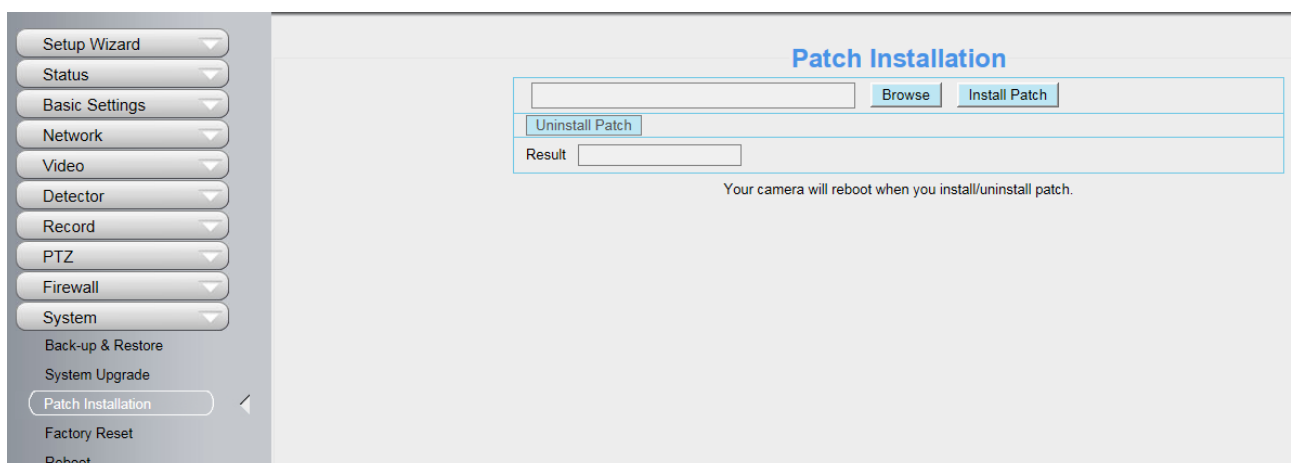 Setup Wizard
Status
Basic Settings
Network
Video
Detector
Record
PTZ
Firewall
System
Back-up & Restore
System Upgrade
Patch Installation
Factory Reset
Reboot
Patch Installation
Browse
Install Patch
Uninstall Patch
Result
Your camera will reboot when you install/uninstall patch.